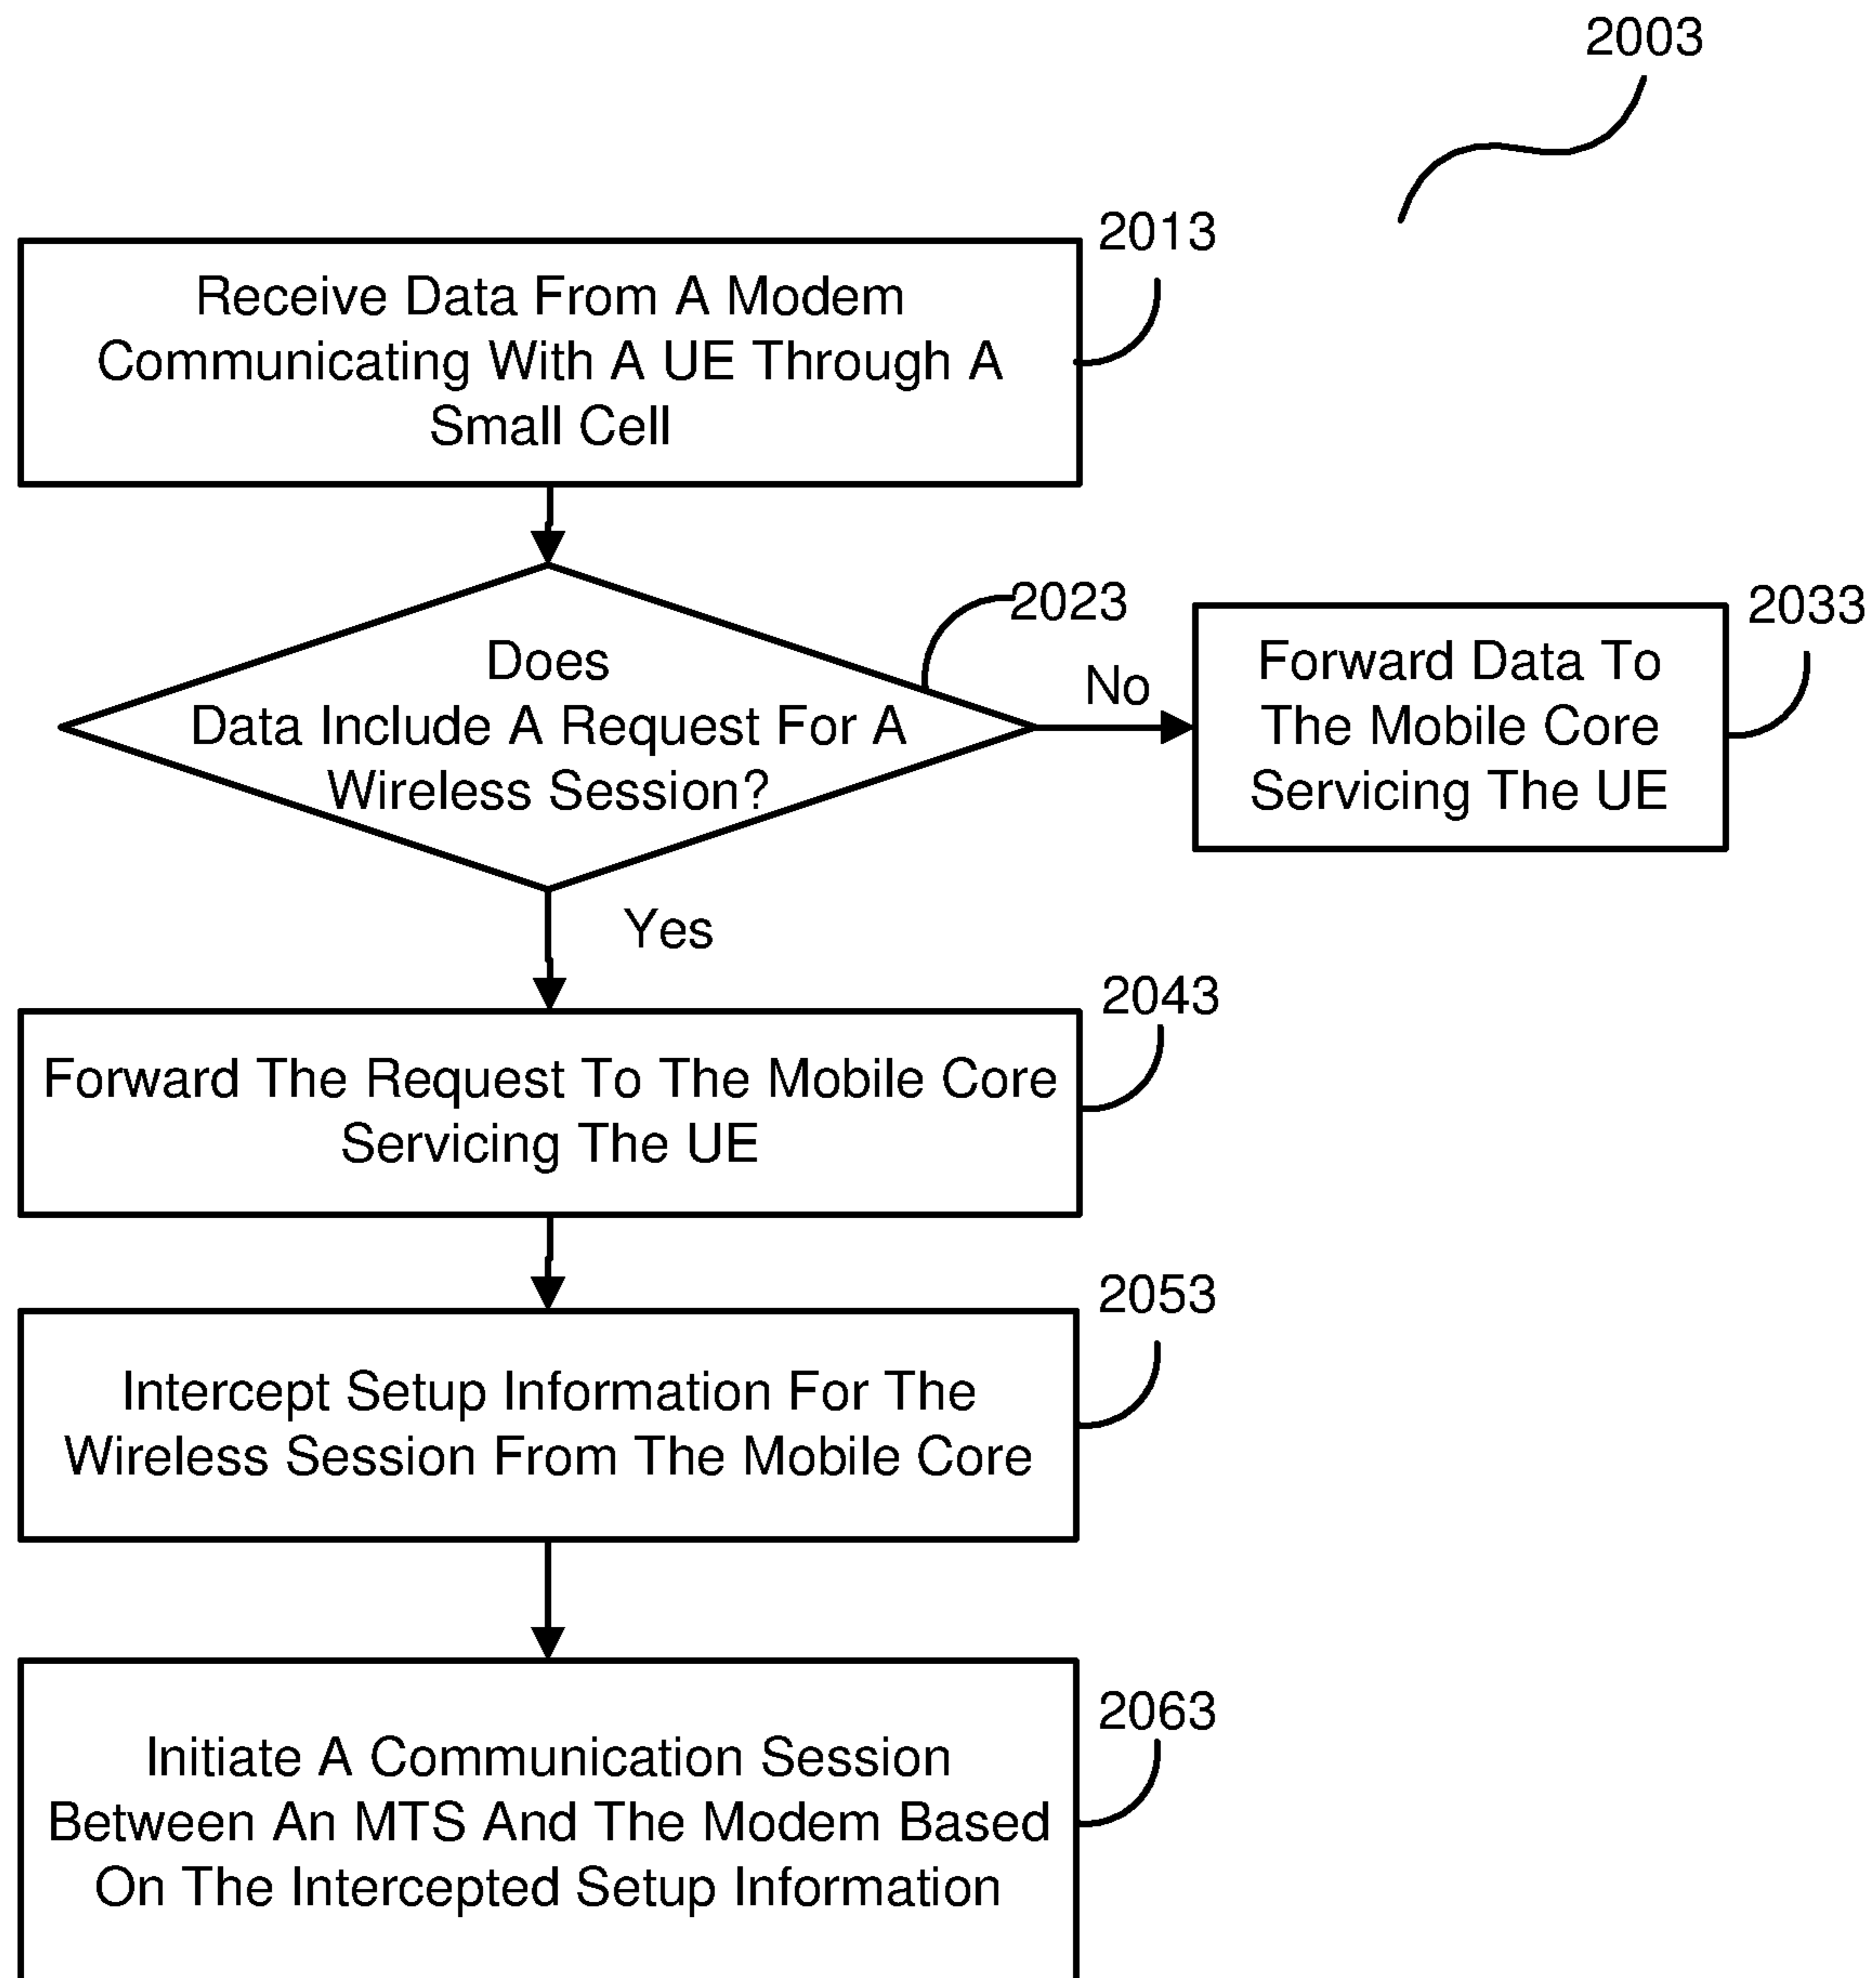 2003
2013
Receive Data From A Modem
Communicating With A UE Through A
Small Cell
2023
Does
Data Include A Request For A
Wireless Session?
No
2033
Forward Data To
The Mobile Core
Servicing The UE
Yes
2043
Forward The Request To The Mobile Core
Servicing The UE
2053
Intercept Setup Information For The
Wireless Session From The Mobile Core
2063
Initiate A Communication Session
Between An MTS And The Modem Based
On The Intercepted Setup Information